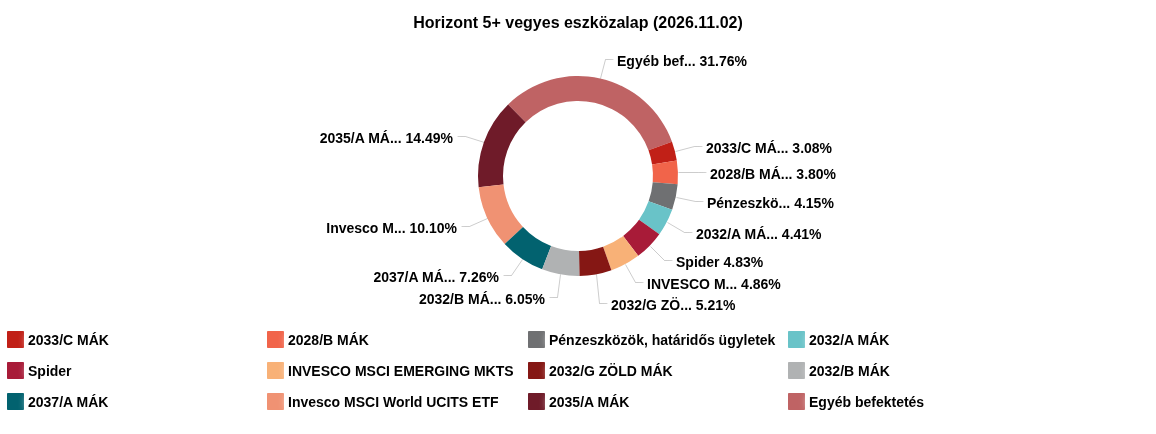 Horizont 5+ vegyes eszközalap (2026.11.02)
Egyéb bef... 31.76%
2035/A MÁ... 14.49%
2033/C MÁ... 3.08%
2028/B MÁ... 3.80%
Pénzeszkö... 4.15%
Invesco M... 10.10%
2032/A MÁ... 4.41%
Spider 4.83%
2037/A MÁ... 7.26%
INVESCO M... 4.86%
2032/B MÁ... 6.05%
2032/G ZÖ... 5.21%
2033/C MÁK
2028/B MÁK
Pénzeszközök, határidős ügyletek
2032/A MÁK
Spider
INVESCO MSCI EMERGING MKTS
2032/G ZÖLD MÁK
2032/B MÁK
2037/A MÁK
Invesco MSCI World UCITS ETF
2035/A MÁK
Egyéb befektetés